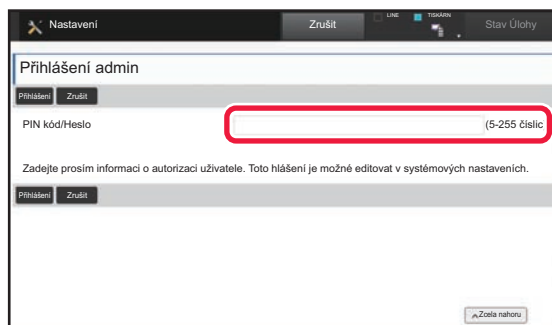 Nastavení
Zrušit
LINE
TISKÁRN
Stav Úlohy
Přihlášení admin
Přihlášení Zrušit
PIN kód/Heslo
(5-255 číslic
Zadejte prosím informaci o autorizaci uživatele. Toto hlášení je možné editovat v systémových nastaveních.
Přihlášení Zrušit
Zcela nahoru